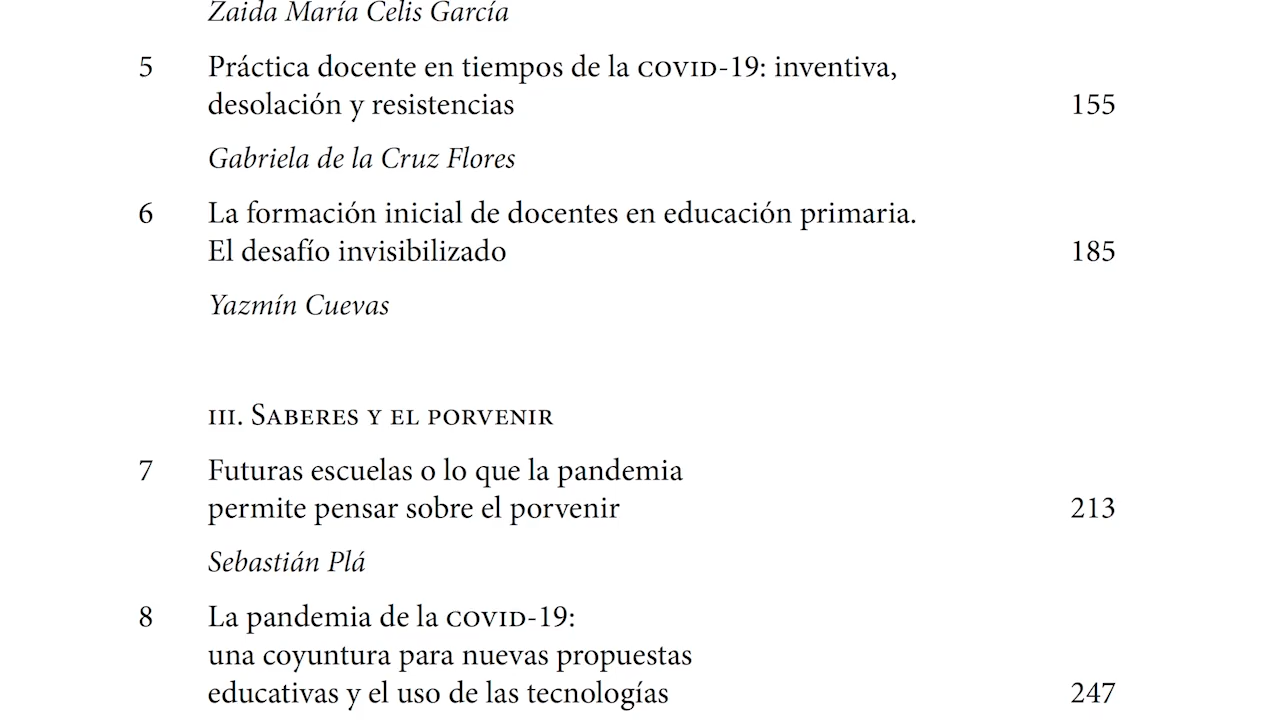 Zaida María Celis García
5 Práctica docente en tiempos de la COVID-19: inventiva,
desolación y resistencias 155
Gabriela de la Cruz Flores
6 La formación inicial de docentes en educación primaria.
El desafío invisibilizado 185
Yazmín Cuevas
III. SABERES Y EL PORVENIR
7 Futuras escuelas o lo que la pandemia
permite pensar sobre el porvenir 213
Sebastián Plá
8 La pandemia de la COVID-19:
una coyuntura para nuevas propuestas
educativas y el uso de las tecnologías 247